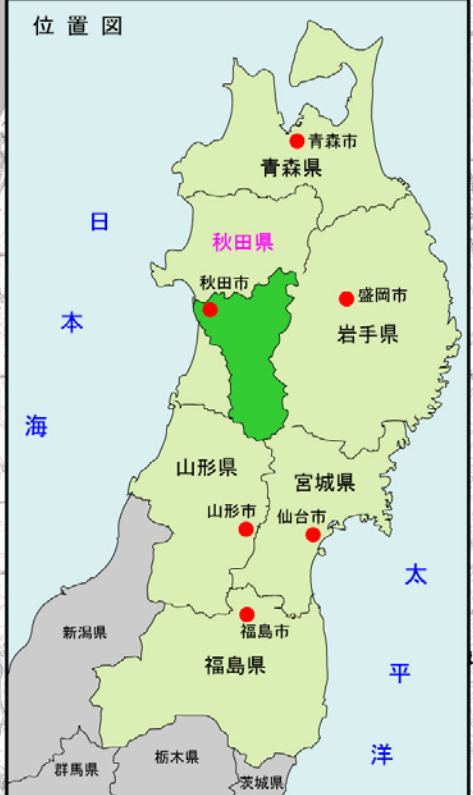 位置図
青森市
青森県
日本海
秋田県
秋田市
盛岡市
岩手県
山形県
宮城県
山形市
仙台市
太平洋
新潟県
福島市
福島県
群馬県
栃木県
茨城県